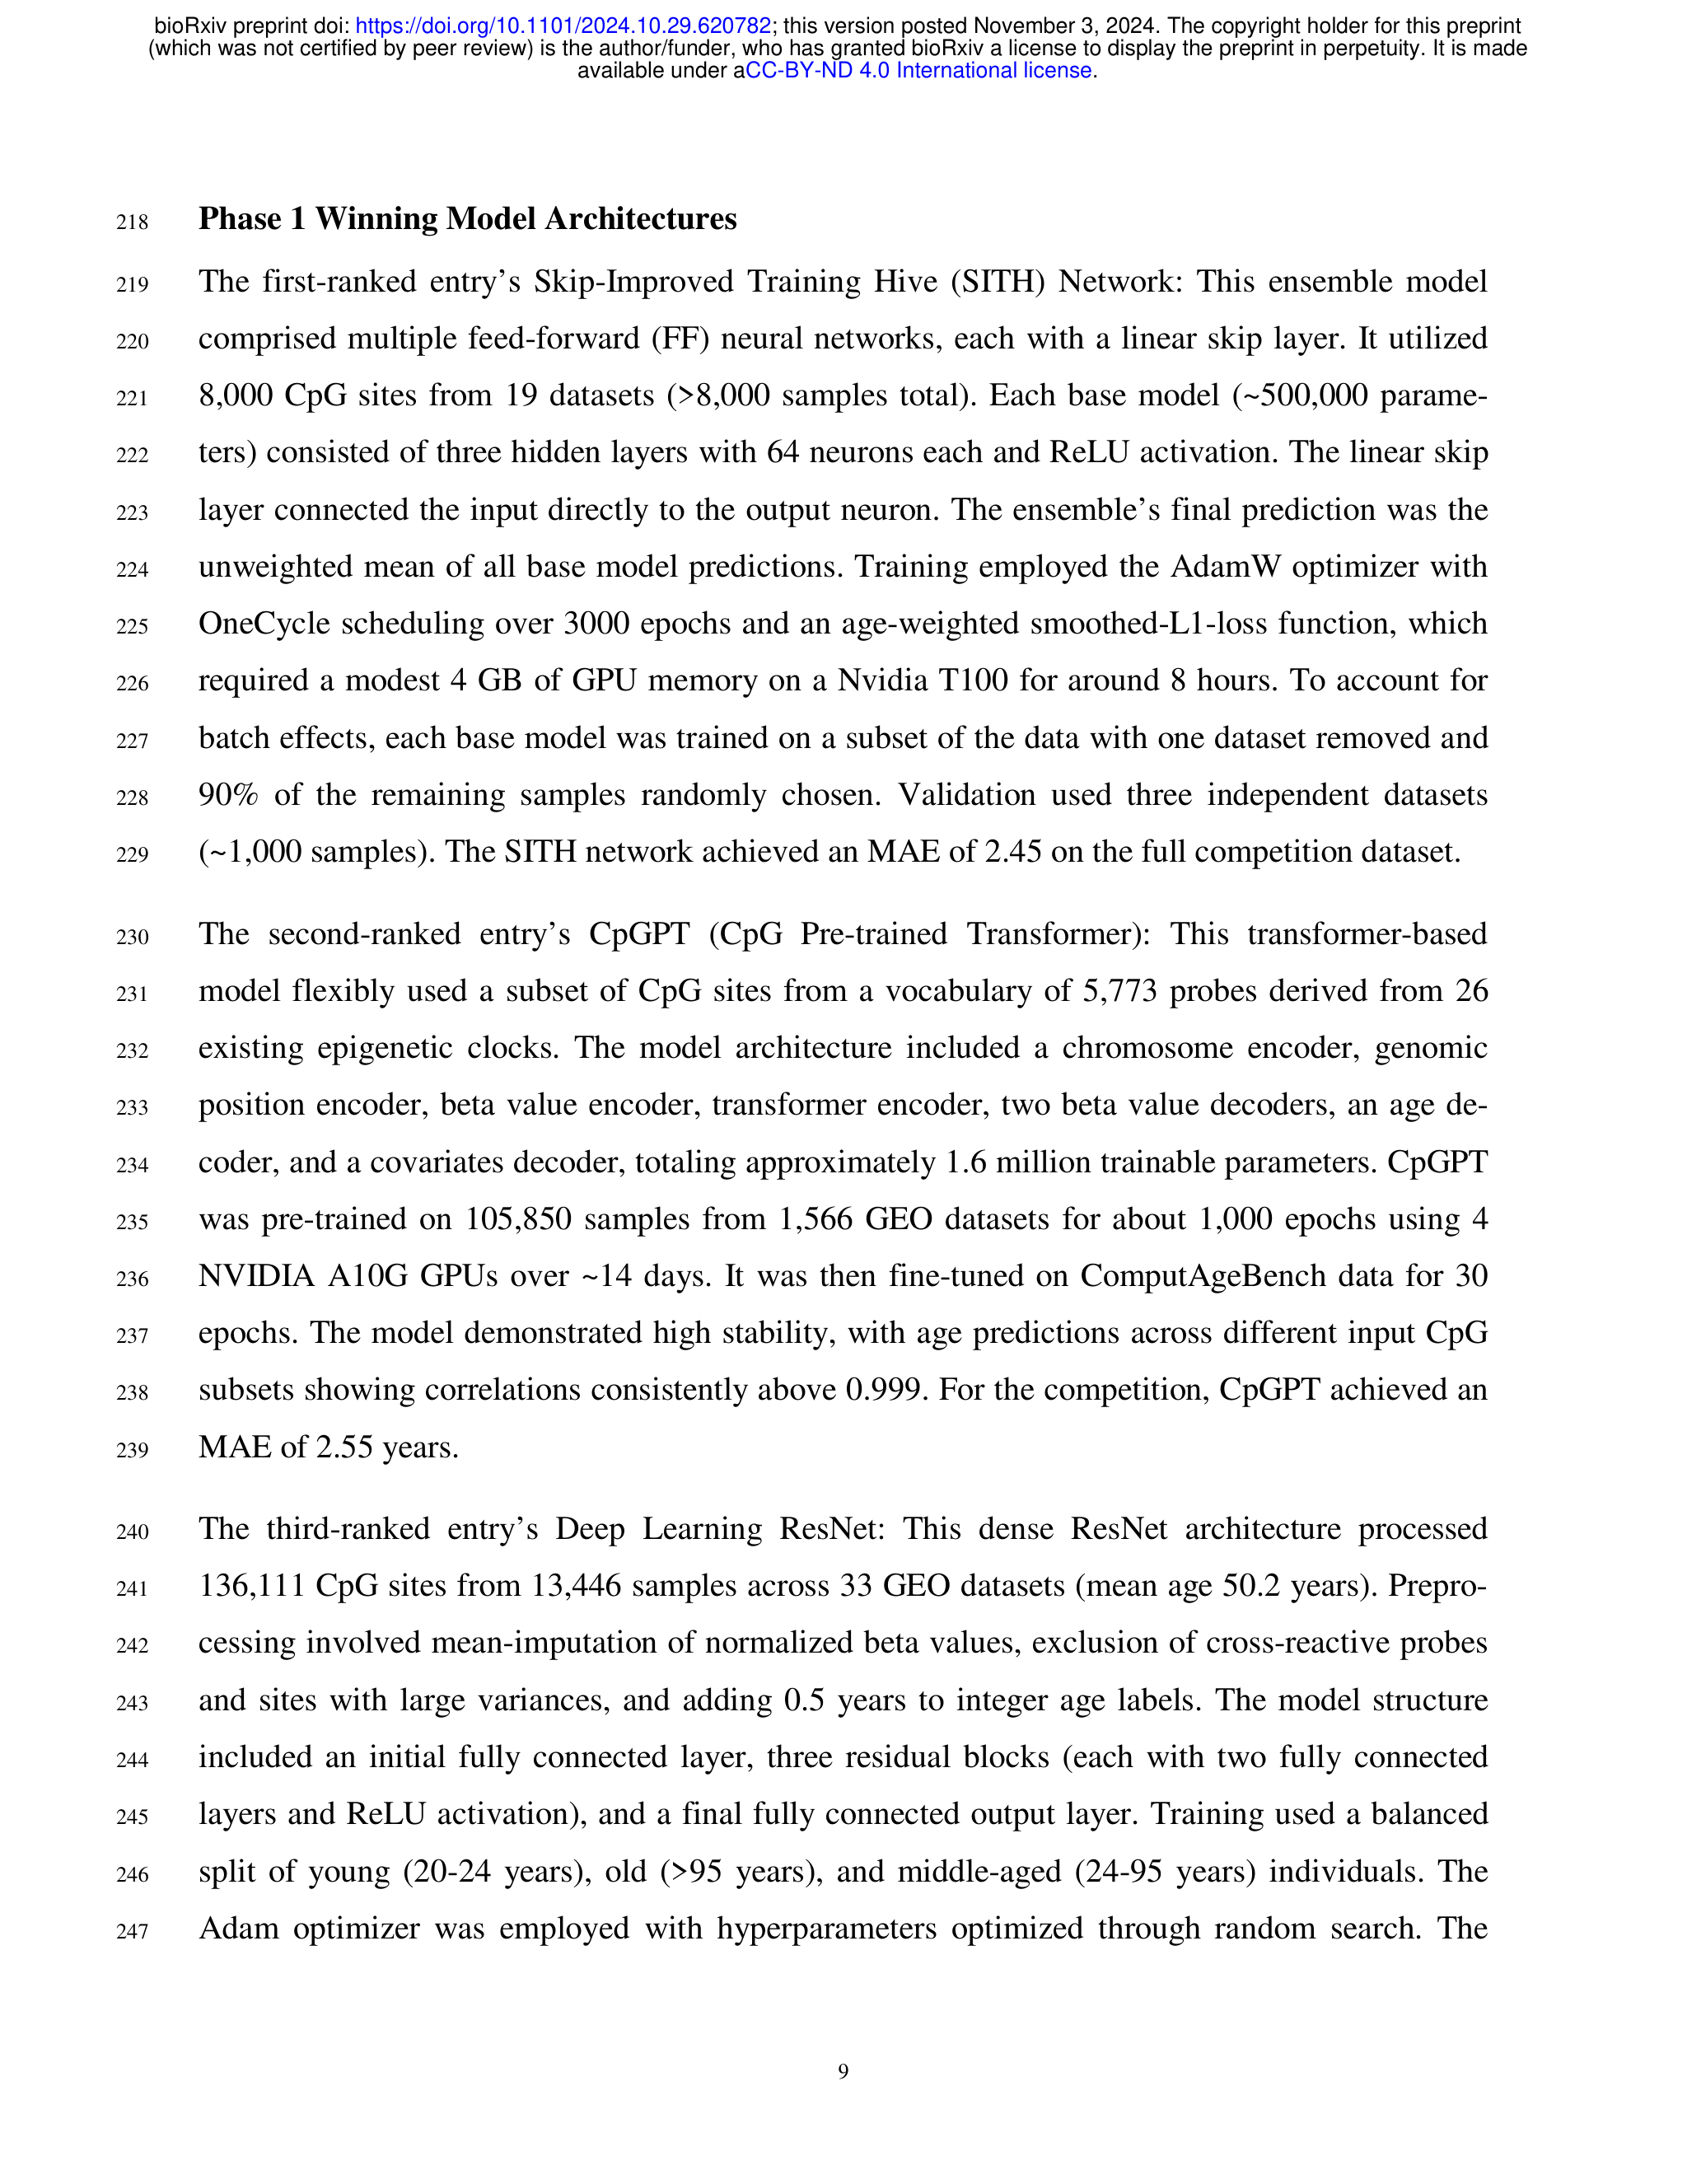 bioRxiv preprint doi: https://doi.org/10.1101/2024.10.29.620782; this version posted November 3, 2024. The copyright holder for this preprint
(which was not certified by peer review) is the author/funder, who has granted bioRxiv a license to display the preprint in perpetuity. It is made
available under aCC-BY-ND 4.0 International license.
218 Phase 1 Winning Model Architectures
219 The first-ranked entry’s Skip-Improved Training Hive (SITH) Network: This ensemble model
220 comprised multiple feed-forward (FF) neural networks, each with a linear skip layer. It utilized
221 8,000 CpG sites from 19 datasets (>8,000 samples total). Each base model (~500,000 parame-
222 ters) consisted of three hidden layers with 64 neurons each and ReLU activation. The linear skip
223 layer connected the input directly to the output neuron. The ensemble’s final prediction was the
224 unweighted mean of all base model predictions. Training employed the AdamW optimizer with
225 OneCycle scheduling over 3000 epochs and an age-weighted smoothed-L1-loss function, which
226 required a modest 4 GB of GPU memory on a Nvidia T100 for around 8 hours. To account for
227 batch effects, each base model was trained on a subset of the data with one dataset removed and
228 90% of the remaining samples randomly chosen. Validation used three independent datasets
229 (~1,000 samples). The SITH network achieved an MAE of 2.45 on the full competition dataset.
230 The second-ranked entry’s CpGPT (CpG Pre-trained Transformer): This transformer-based
231 model flexibly used a subset of CpG sites from a vocabulary of 5,773 probes derived from 26
232 existing epigenetic clocks. The model architecture included a chromosome encoder, genomic
233 position encoder, beta value encoder, transformer encoder, two beta value decoders, an age de-
234 coder, and a covariates decoder, totaling approximately 1.6 million trainable parameters. CpGPT
235 was pre-trained on 105,850 samples from 1,566 GEO datasets for about 1,000 epochs using 4
236 NVIDIA A10G GPUs over ~14 days. It was then fine-tuned on ComputAgeBench data for 30
237 epochs. The model demonstrated high stability, with age predictions across different input CpG
238 subsets showing correlations consistently above 0.999. For the competition, CpGPT achieved an
239 MAE of 2.55 years.
240 The third-ranked entry’s Deep Learning ResNet: This dense ResNet architecture processed
241 136,111 CpG sites from 13,446 samples across 33 GEO datasets (mean age 50.2 years). Prepro-
242 cessing involved mean-imputation of normalized beta values, exclusion of cross-reactive probes
243 and sites with large variances, and adding 0.5 years to integer age labels. The model structure
244 included an initial fully connected layer, three residual blocks (each with two fully connected
245 layers and ReLU activation), and a final fully connected output layer. Training used a balanced
246 split of young (20-24 years), old (>95 years), and middle-aged (24-95 years) individuals. The
247 Adam optimizer was employed with hyperparameters optimized through random search. The
9